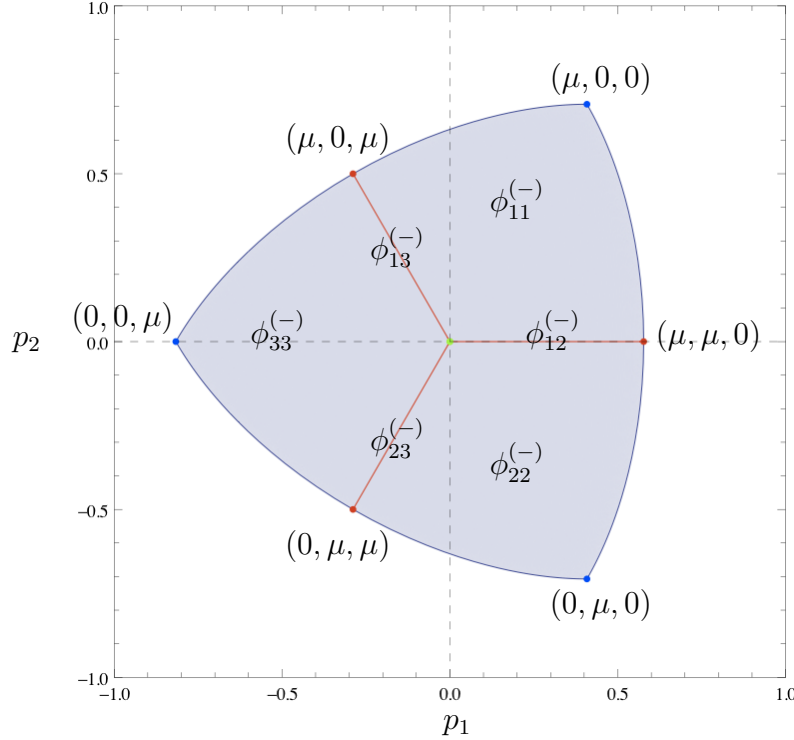 1.0
(μ, 0, 0)
(μ, 0, μ)
0.5
ϕ₁₁⁽⁻⁾
ϕ₁₃⁽⁻⁾
(0, 0, μ)
p₂
0.0
ϕ₃₃⁽⁻⁾
ϕ₁₂⁽⁻⁾
(μ, μ, 0)
ϕ₂₃⁽⁻⁾
ϕ₂₂⁽⁻⁾
−0.5
(0, μ, μ)
(0, μ, 0)
−1.0
−1.0 −0.5 0.0 0.5 1.0
p₁